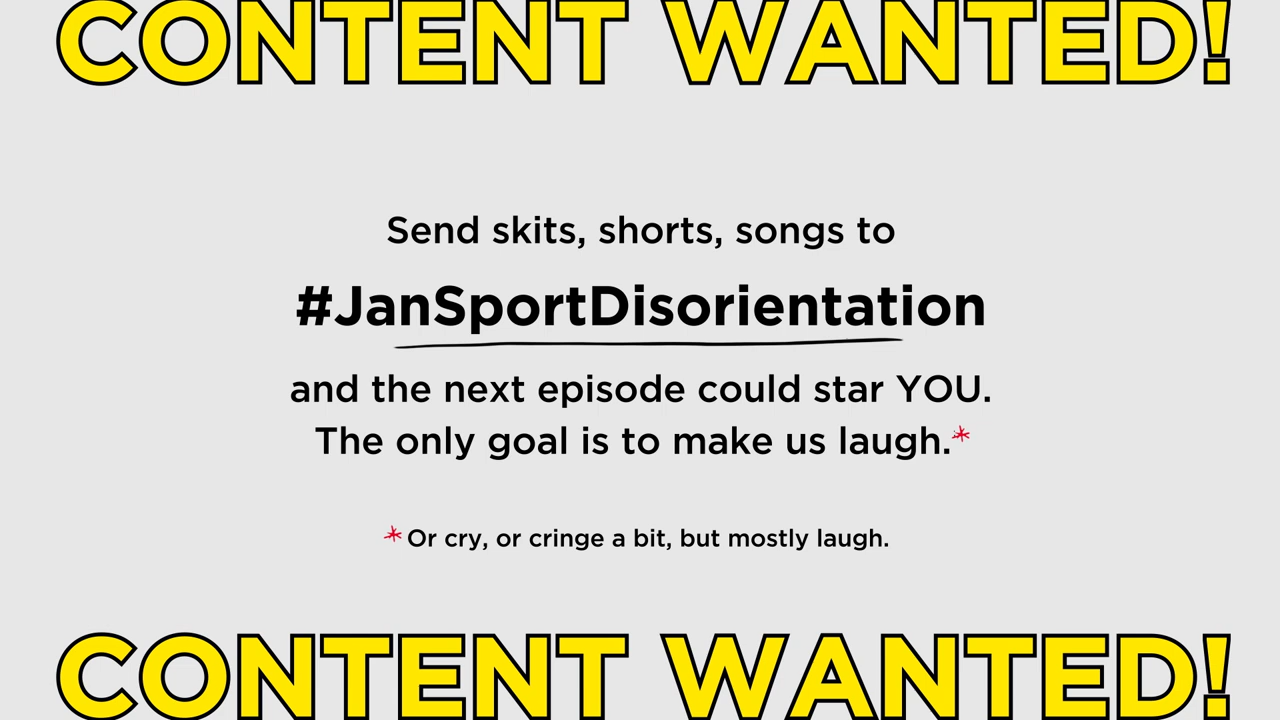 CONTENT WANTED!
Send skits, shorts, songs to
#JanSportDisorientation
and the next episode could star YOU.
The only goal is to make us laugh.*
*Or cry, or cringe a bit, but mostly laugh.
CONTENT WANTED!